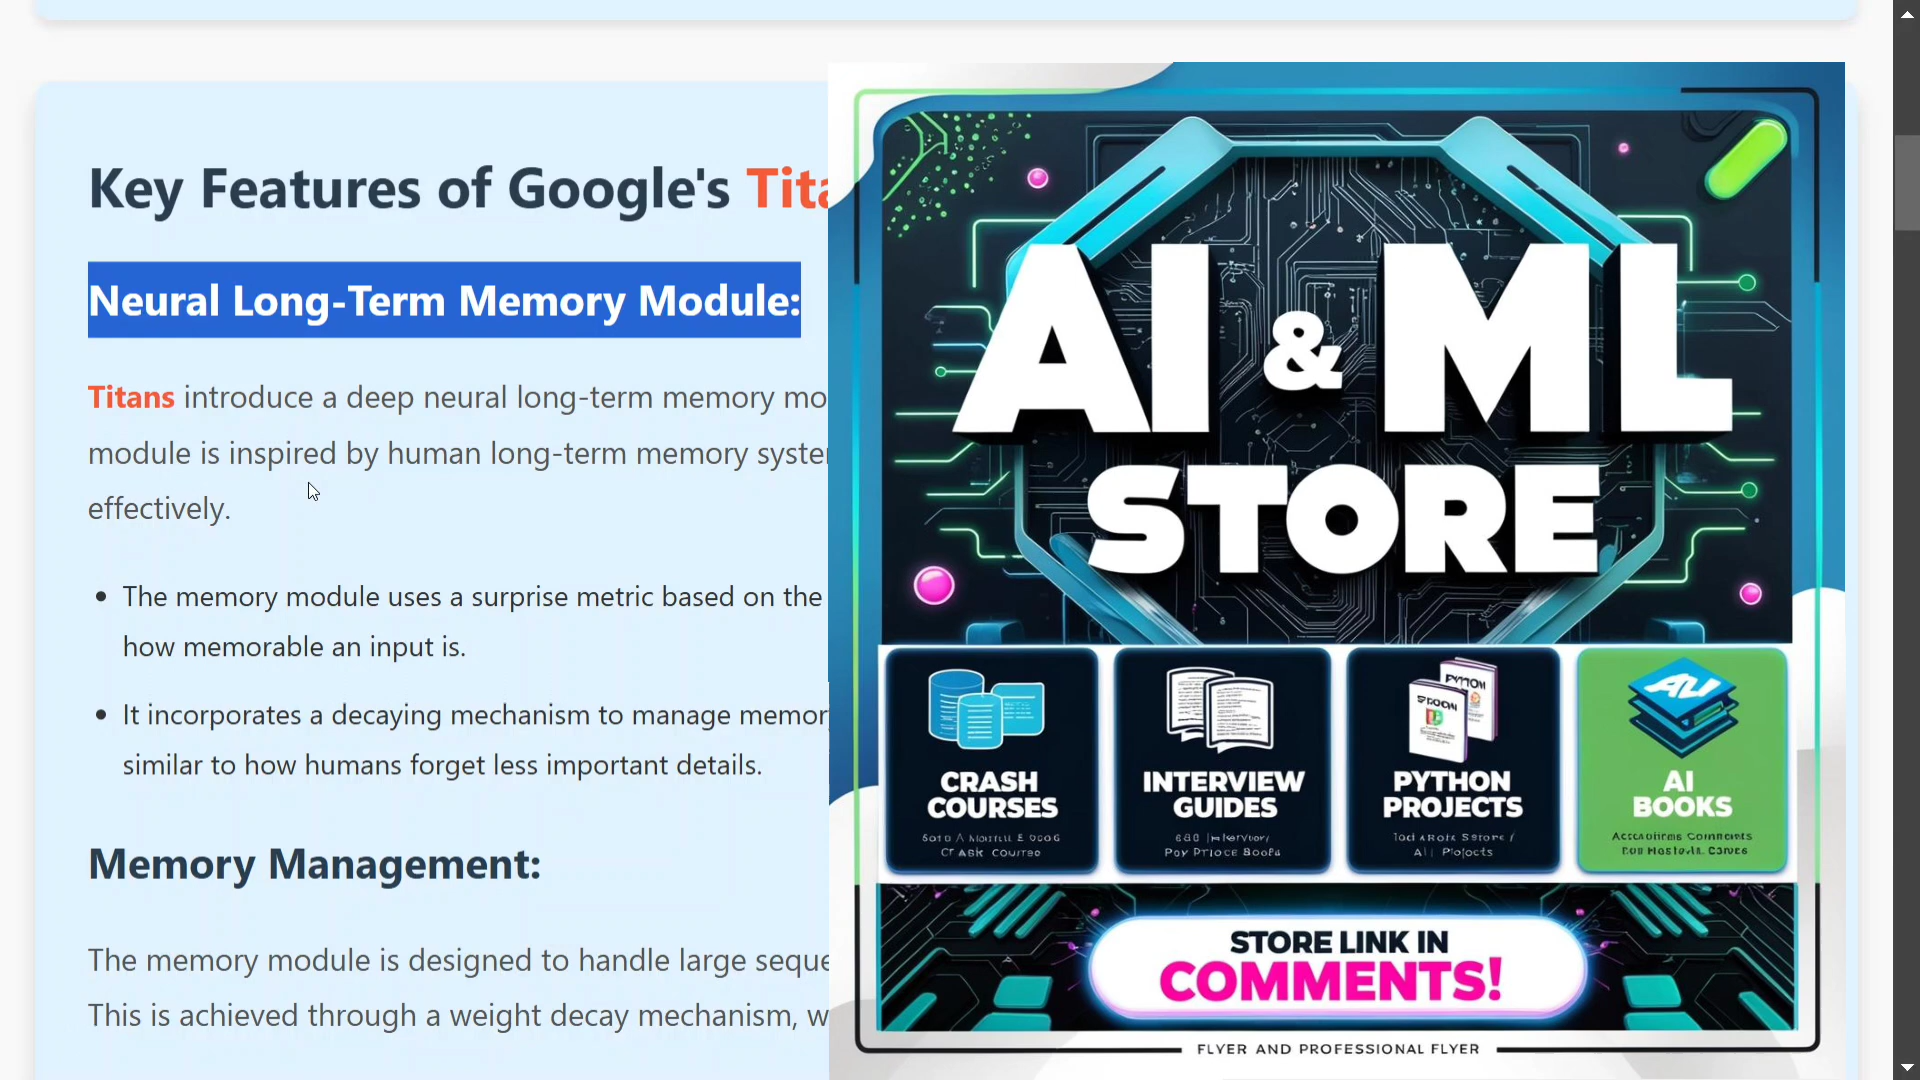 Key Features of Google's Tita
Neural Long-Term Memory Module:
Titans introduce a deep neural long-term memory mo
module is inspired by human long-term memory syste
effectively.
• The memory module uses a surprise metric based on the
how memorable an input is.
• It incorporates a decaying mechanism to manage memor
similar to how humans forget less important details.
Memory Management:
The memory module is designed to handle large seque
This is achieved through a weight decay mechanism, w
AI & ML
STORE
CRASH
COURSES
INTERVIEW
GUIDES
PYTHON
PROJECTS
AI
BOOKS
STORE LINK IN
COMMENTS!
FLYER AND PROFESSIONAL FLYER